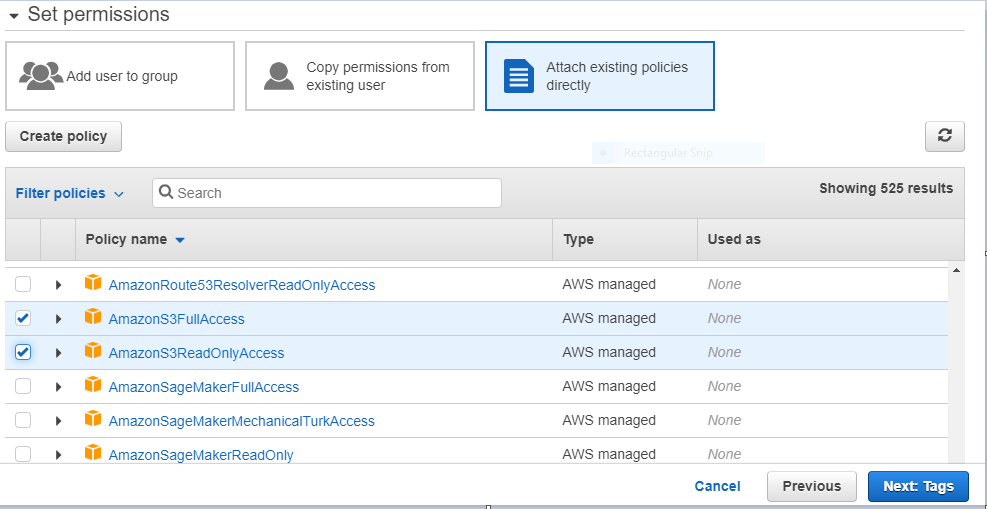 Set permissions
Add user to group
Copy permissions from
existing user
Attach existing policies
directly
Create policy
Rectangular Snip
Filter policies
Search
Showing 525 results
Policy name Type Used as
AmazonRoute53ResolverReadOnlyAccess AWS managed None
AmazonS3FullAccess AWS managed None
AmazonS3ReadOnlyAccess AWS managed None
AmazonSageMakerFullAccess AWS managed None
AmazonSageMakerMechanicalTurkAccess AWS managed None
AmazonSageMakerReadOnly AWS managed None
Cancel Previous Next: Tags